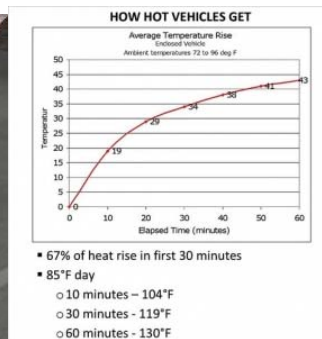 HOW HOT VEHICLES GET
Average Temperature Rise
Enclosed Vehicle
Ambient temperatures 72 to 96 deg F
50
45
40
35
30
25
20
15
10
5
0
Temperatur
0
19
29
34
38
41
43
0 10 20 30 40 50 60
Elapsed Time (minutes)
▪ 67% of heat rise in first 30 minutes
▪ 85°F day
o 10 minutes – 104°F
o 30 minutes - 119°F
o 60 minutes - 130°F